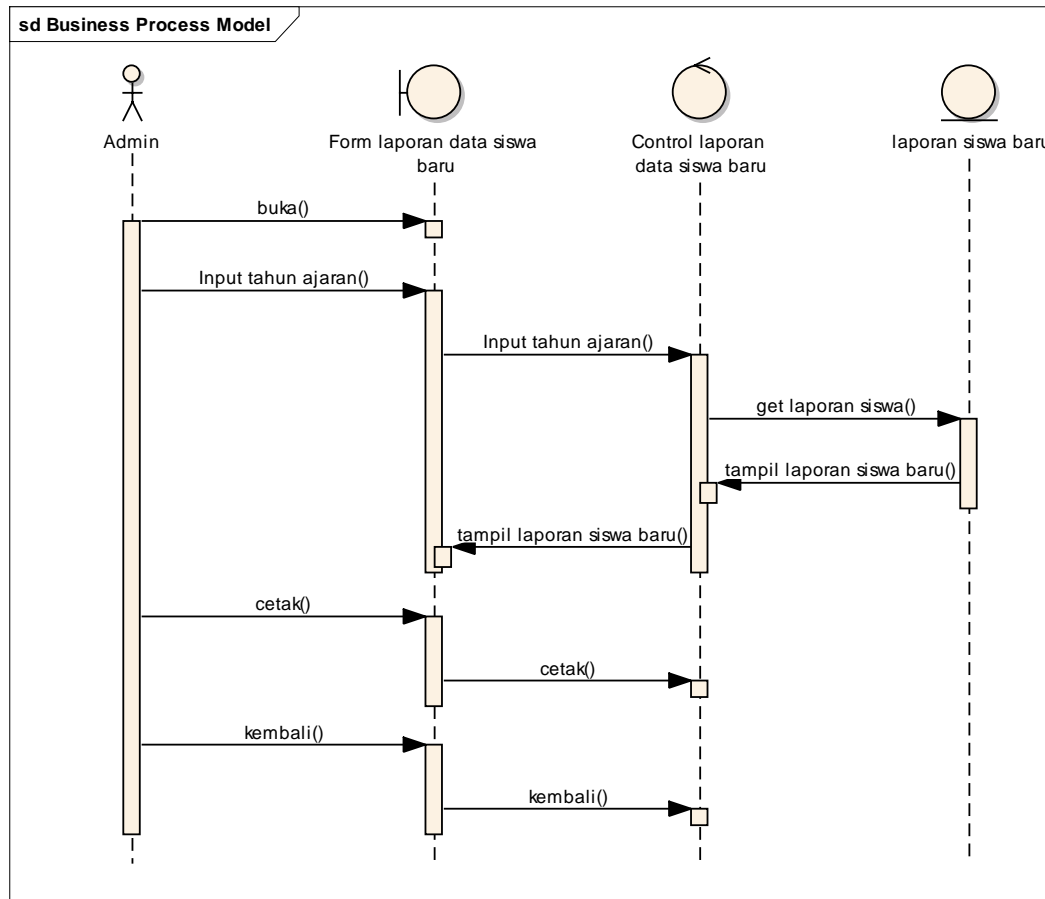 sd Business Process Model
Admin
Form laporan data siswa
baru
Control laporan
data siswa baru
laporan siswa baru
buka()
Input tahun ajaran()
Input tahun ajaran()
get laporan siswa()
tampil laporan siswa baru()
tampil laporan siswa baru()
cetak()
cetak()
kembali()
kembali()